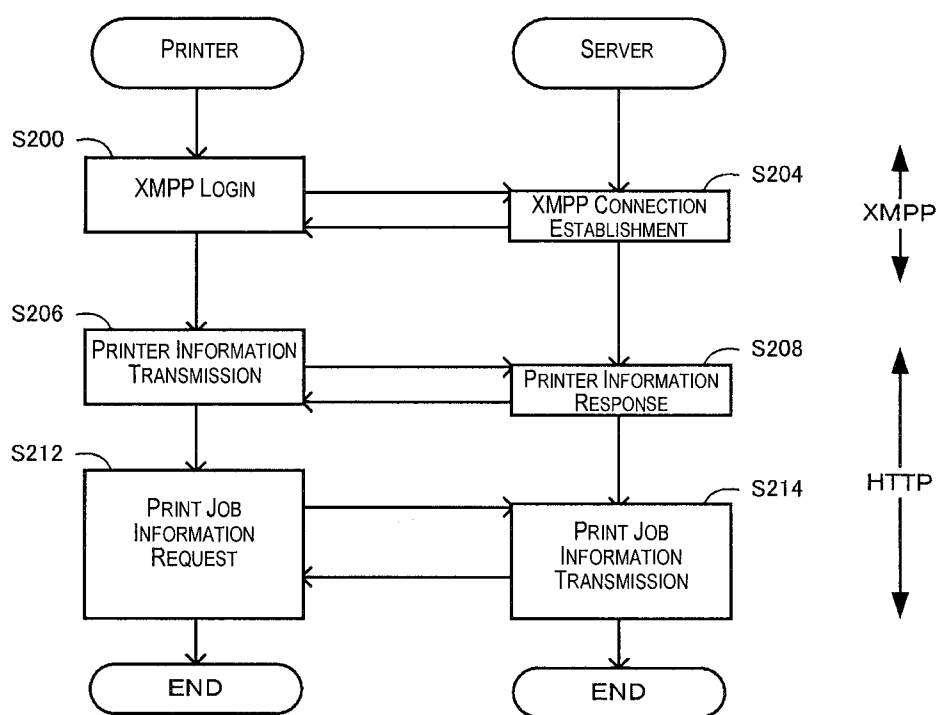 PRINTER
SERVER
S200
XMPP LOGIN
S204
XMPP CONNECTION
ESTABLISHMENT
XMPP
S206
PRINTER INFORMATION
TRANSMISSION
S208
PRINTER INFORMATION
RESPONSE
S212
PRINT JOB
INFORMATION
REQUEST
S214
PRINT JOB
INFORMATION
TRANSMISSION
HTTP
END
END